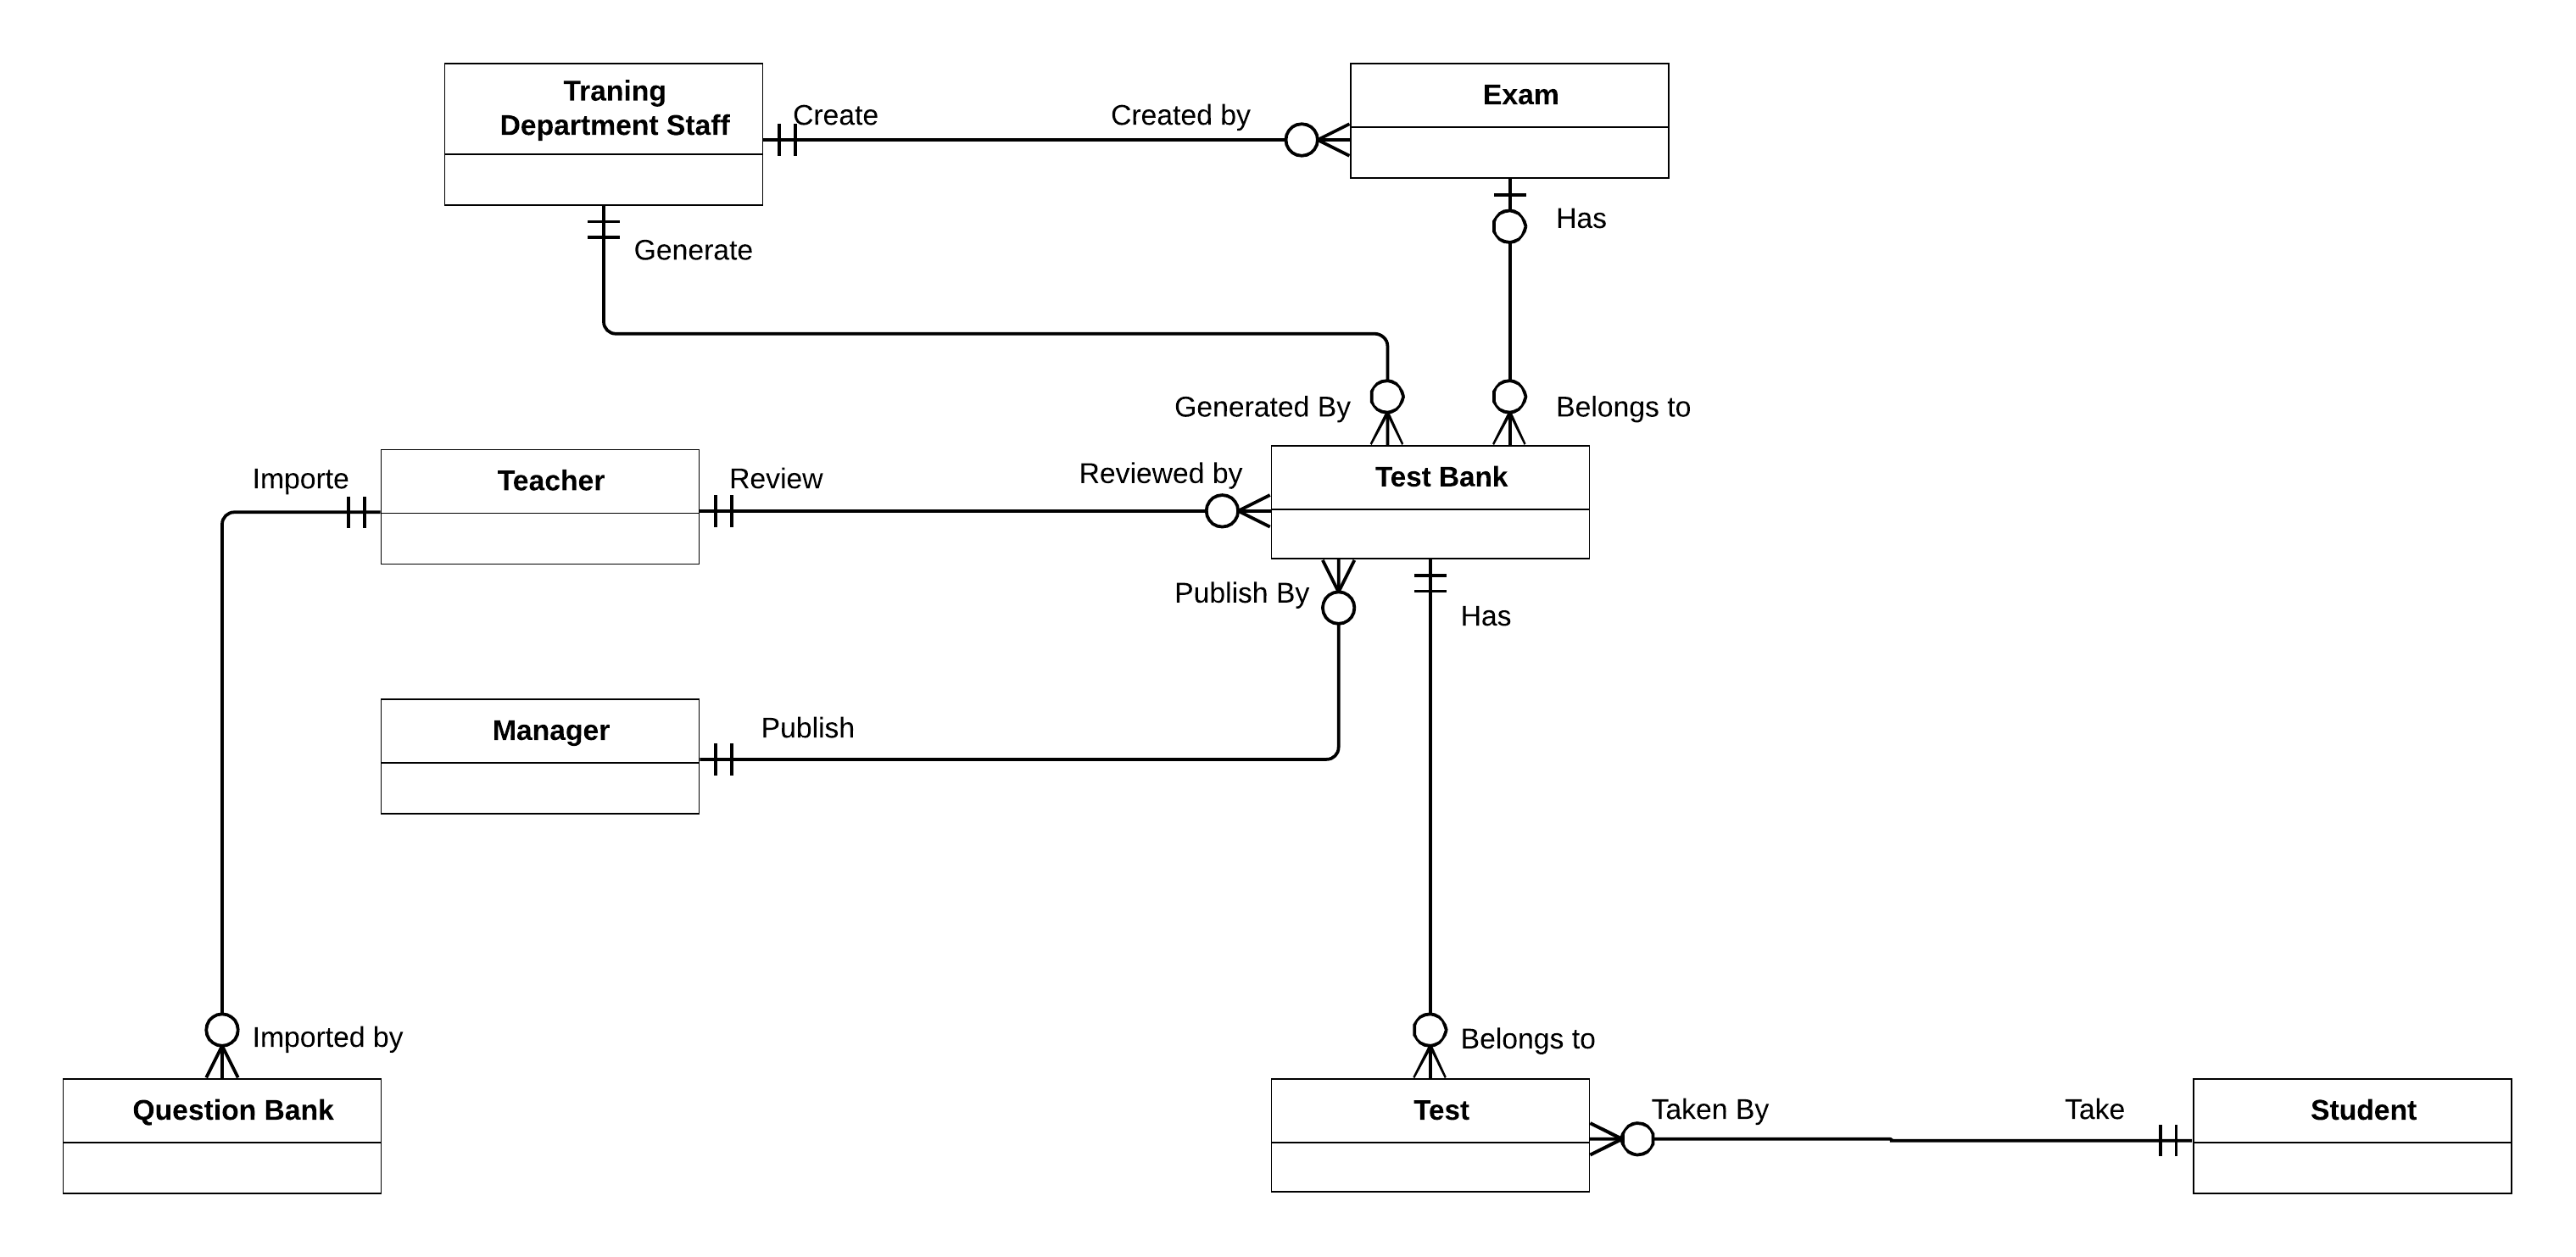 Traning
Department Staff
Create
Created by
Exam
Has
Generate
Generated By
Belongs to
Importe
Teacher
Review
Reviewed by
Test Bank
Publish By
Has
Manager
Publish
Imported by
Belongs to
Question Bank
Test
Taken By
Take
Student